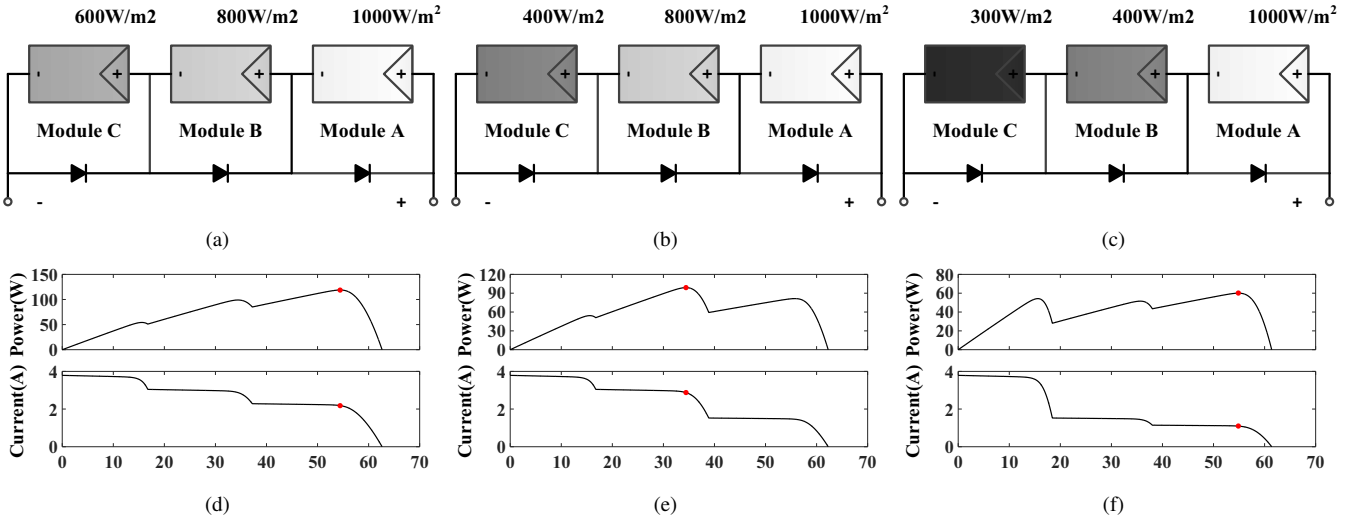 600W/m2 800W/m2 1000W/m²
- + - + - +
Module C Module B Module A
- +
(a)
400W/m2 800W/m2 1000W/m²
- + - + - +
Module C Module B Module A
- +
(b)
300W/m2 400W/m2 1000W/m²
- + - + - +
Module C Module B Module A
- +
(c)
Power(W)
150
100
50
0
Current(A)
4
2
0
0 10 20 30 40 50 60 70
(d)
Power(W)
120
90
60
30
0
Current(A)
4
2
0
0 10 20 30 40 50 60 70
(e)
Power(W)
80
60
40
20
0
Current(A)
4
2
0
0 10 20 30 40 50 60 70
(f)